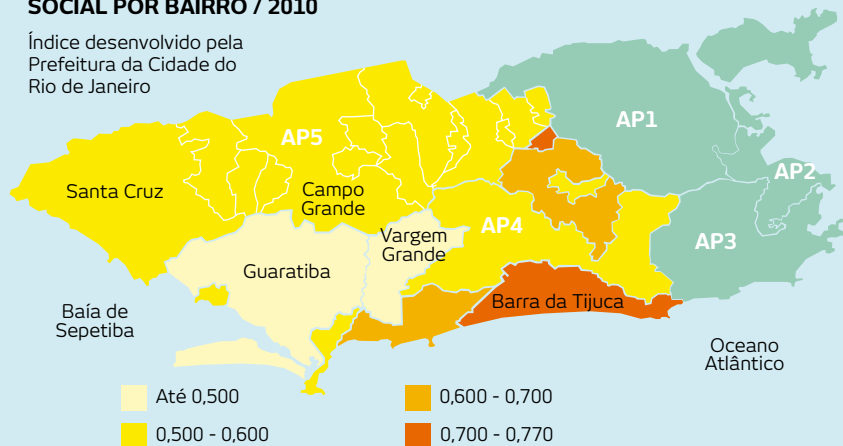 SOCIAL POR BAIRRO / 2010
Índice desenvolvido pela
Prefeitura da Cidade do
Rio de Janeiro
AP1
AP5
AP2
Santa Cruz
Campo
Grande
AP4
Vargem
Grande
AP3
Guaratiba
Barra da Tijuca
Baía de
Sepetiba
Oceano
Atlântico
Até 0,500
0,600 - 0,700
0,500 - 0,600
0,700 - 0,770